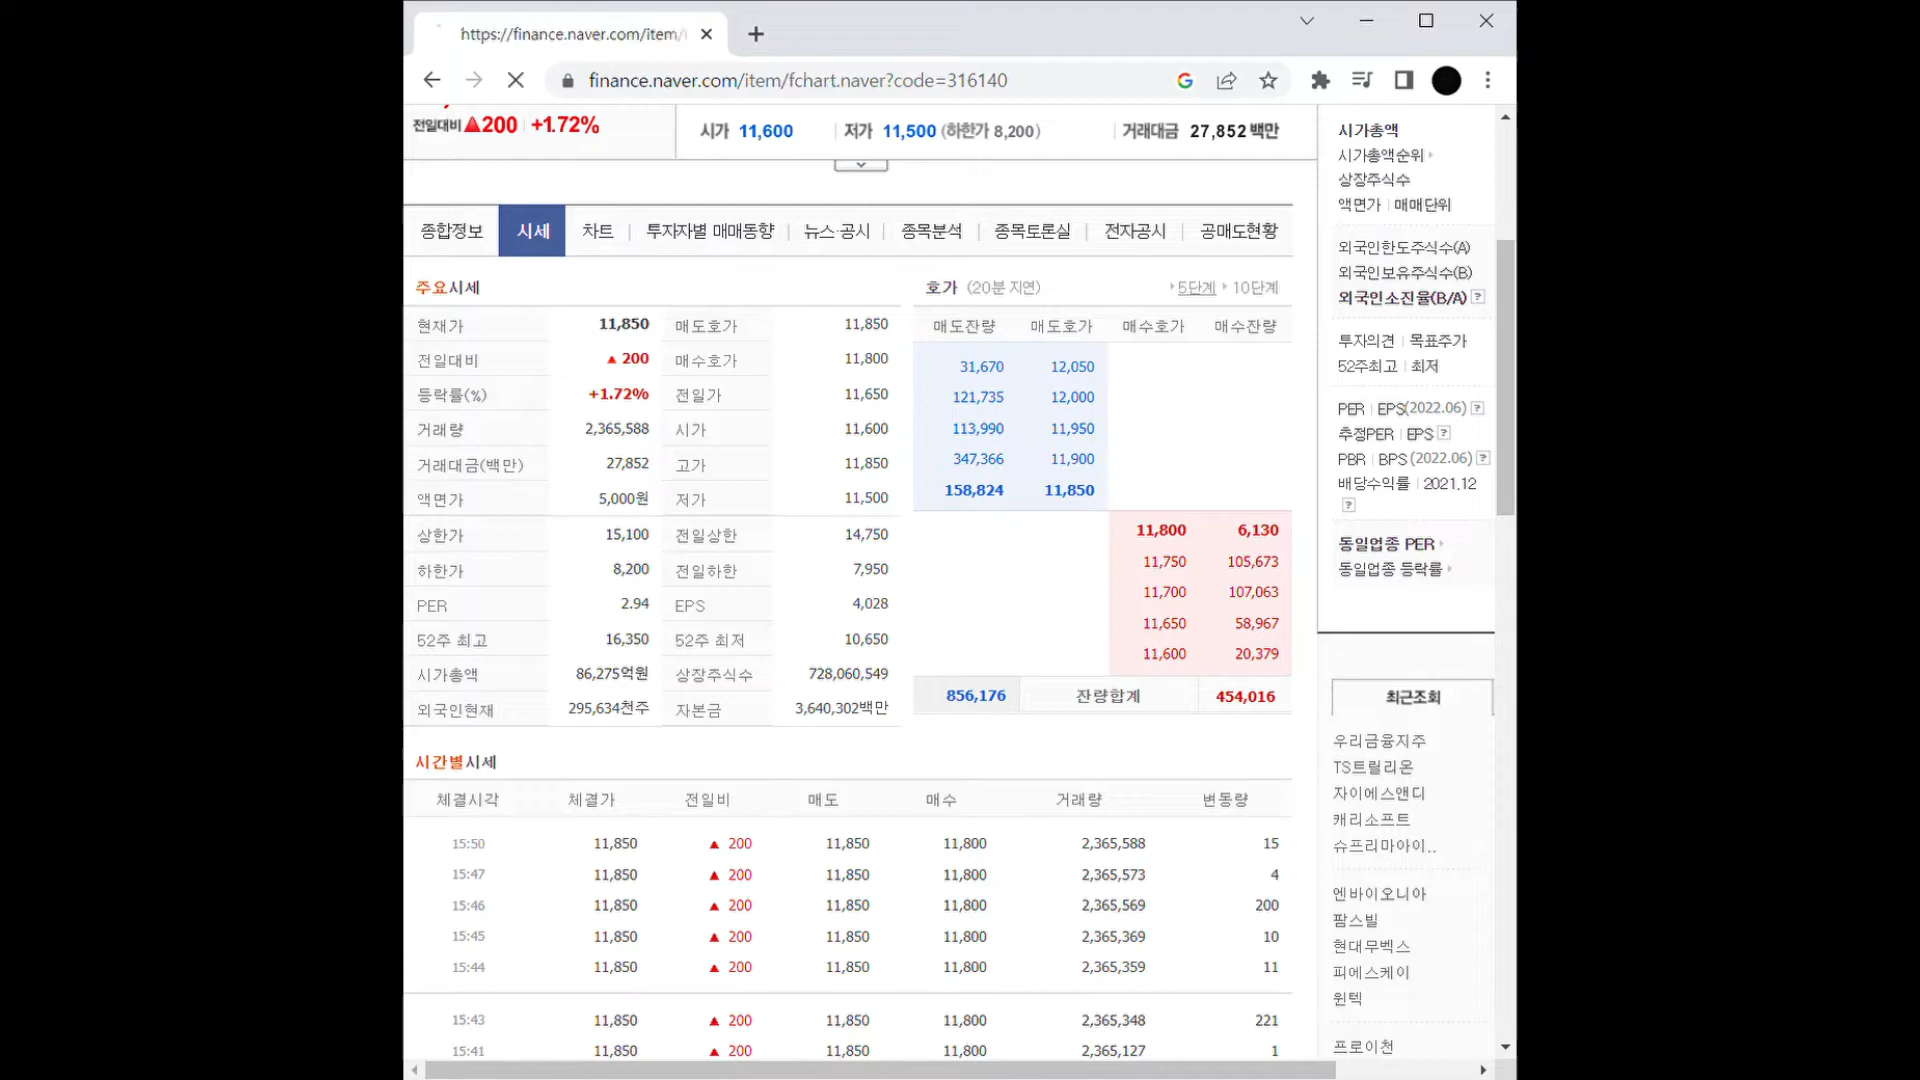 https://finance.naver.com/item/
finance.naver.com/item/fchart.naver?code=316140
전일대비 ▲200 +1.72%
시가 11,600 저가 11,500 (하한가 8,200) 거래대금 27,852 백만
종합정보 시세 차트 투자자별 매매동향 뉴스·공시 종목분석 종목토론실 전자공시 공매도현황
주요시세
현재가 11,850 매도호가 11,850
전일대비 ▲ 200 매수호가 11,800
등락률(%) +1.72% 전일가 11,650
거래량 2,365,588 시가 11,600
거래대금(백만) 27,852 고가 11,850
액면가 5,000원 저가 11,500
상한가 15,100 전일상한 14,750
하한가 8,200 전일하한 7,950
PER 2.94 EPS 4,028
52주 최고 16,350 52주 최저 10,650
시가총액 86,275억원 상장주식수 728,060,549
외국인현재 295,634천주 자본금 3,640,302백만
호가 (20분 지연) 5단계 10단계
매도잔량 매도호가 매수호가 매수잔량
31,670 12,050
121,735 12,000
113,990 11,950
347,366 11,900
158,824 11,850
11,800 6,130
11,750 105,673
11,700 107,063
11,650 58,967
11,600 20,379
856,176 잔량합계 454,016
시간별시세
체결시각 체결가 전일비 매도 매수 거래량 변동량
15:50 11,850 ▲ 200 11,850 11,800 2,365,588 15
15:47 11,850 ▲ 200 11,850 11,800 2,365,573 4
15:46 11,850 ▲ 200 11,850 11,800 2,365,569 200
15:45 11,850 ▲ 200 11,850 11,800 2,365,369 10
15:44 11,850 ▲ 200 11,850 11,800 2,365,359 11
15:43 11,850 ▲ 200 11,850 11,800 2,365,348 221
15:41 11,850 ▲ 200 11,850 11,800 2,365,127 1
시가총액
시가총액순위
상장주식수
액면가 매매단위
외국인한도주식수(A)
외국인보유주식수(B)
외국인소진율(B/A) ?
투자의견 목표주가
52주최고 최저
PER EPS(2022.06) ?
추정PER EPS ?
PBR BPS (2022.06) ?
배당수익률 2021.12
?
동일업종 PER
동일업종 등락률
최근조회
우리금융지주
TS트릴리온
자이에스앤디
캐리소프트
슈프리마아이..
엔바이오니아
팜스빌
현대무벡스
피에스케이
윈텍
프로이천